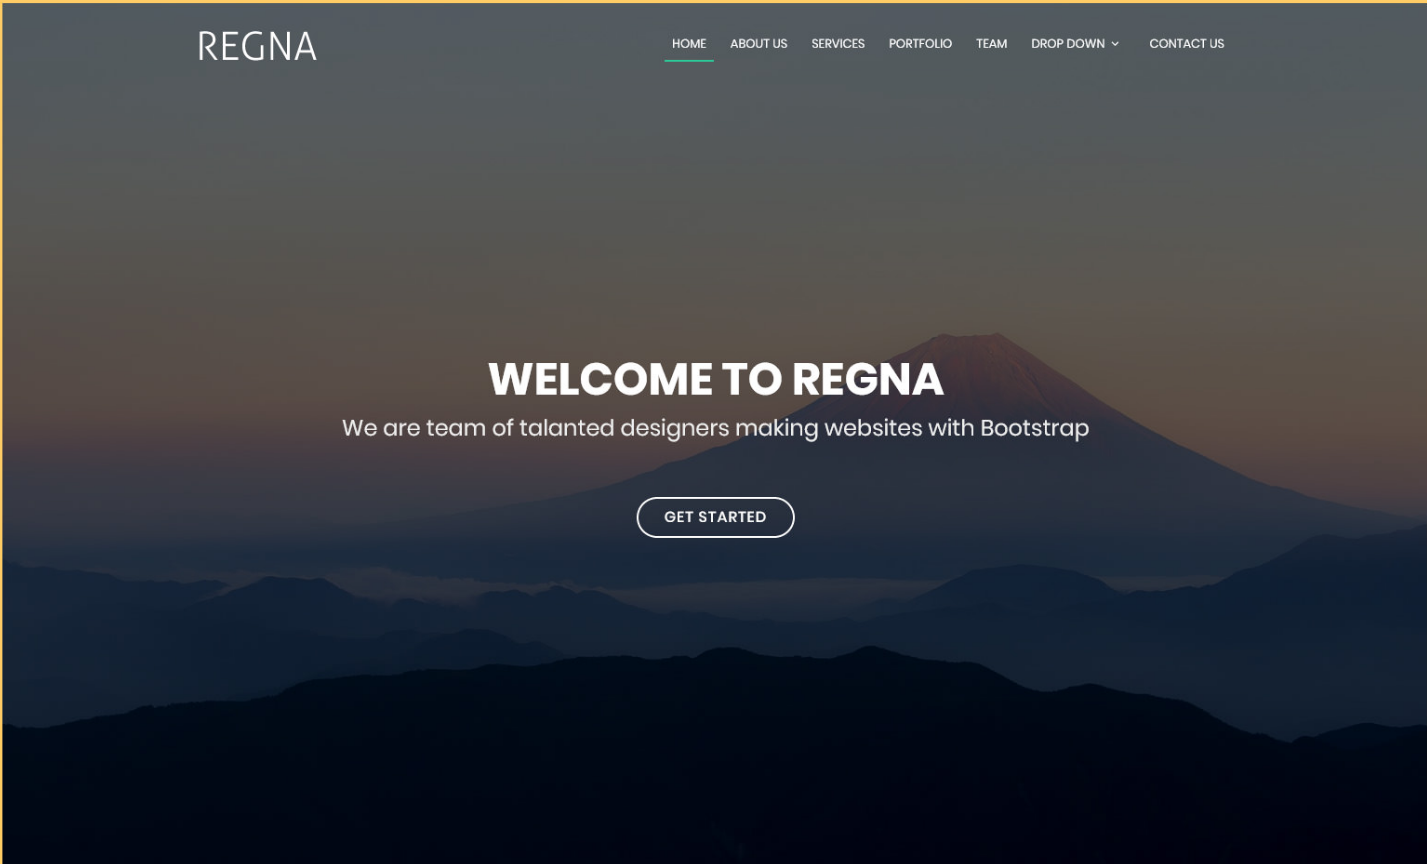 REGNA
HOME ABOUT US SERVICES PORTFOLIO TEAM DROP DOWN CONTACT US
WELCOME TO REGNA
We are team of talanted designers making websites with Bootstrap
GET STARTED